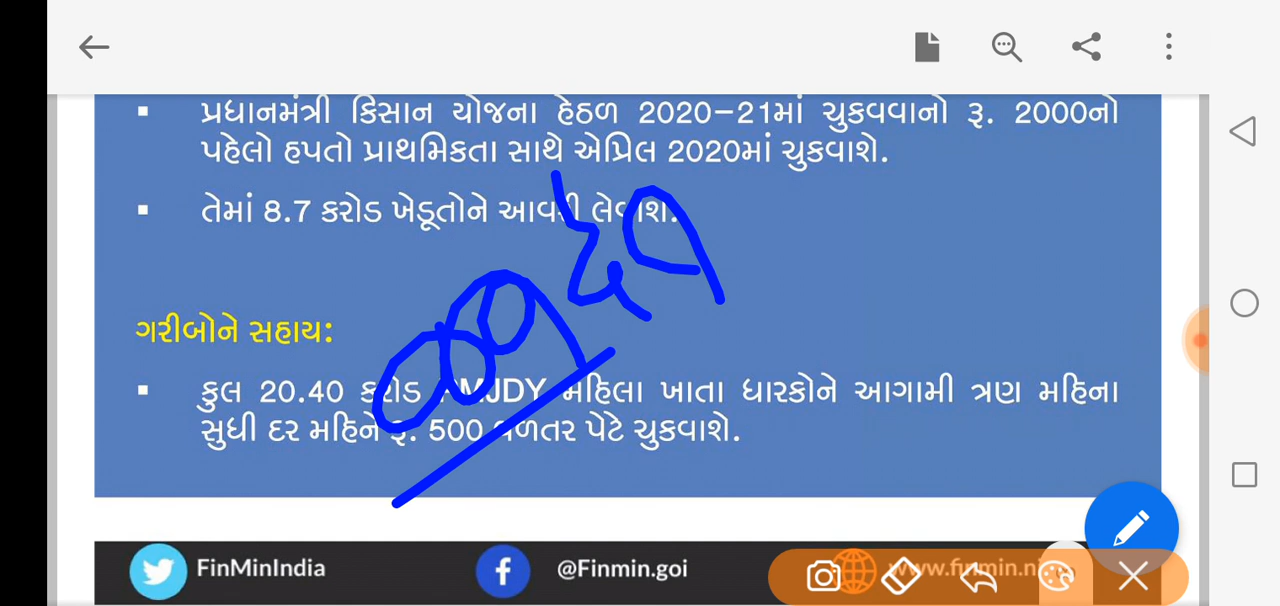 પ્રધાનમંત્રી કિસાન યોજના હેઠળ 2020-21માં ચુકવવાનો રૂ. 2000નો
પહેલો હપતો પ્રાથમિકતા સાથે એપ્રિલ 2020માં ચુકવાશે.
તેમાં 8.7 કરોડ ખેડૂતોને આવરી લેવાશે.
ગરીબોને સહાય:
કુલ 20.40 કરોડ PMJDY મહિલા ખાતા ધારકોને આગામી ત્રણ મહિના
સુધી દર મહિને રૂ. 500 વળતર પેટે ચુકવાશે.
FinMinIndia @Finmin.goi